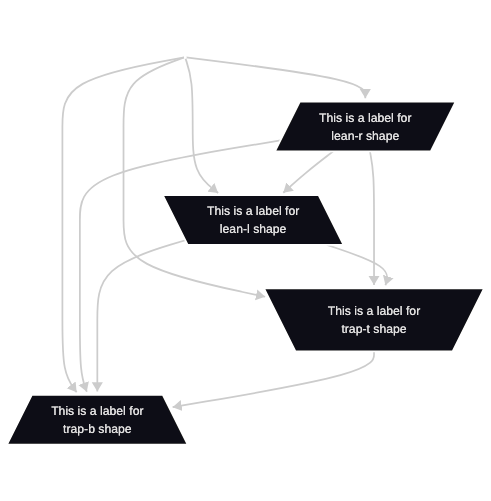 This is a label for
lean-r shape
This is a label for
lean-l shape
This is a label for
trap-t shape
This is a label for
trap-b shape